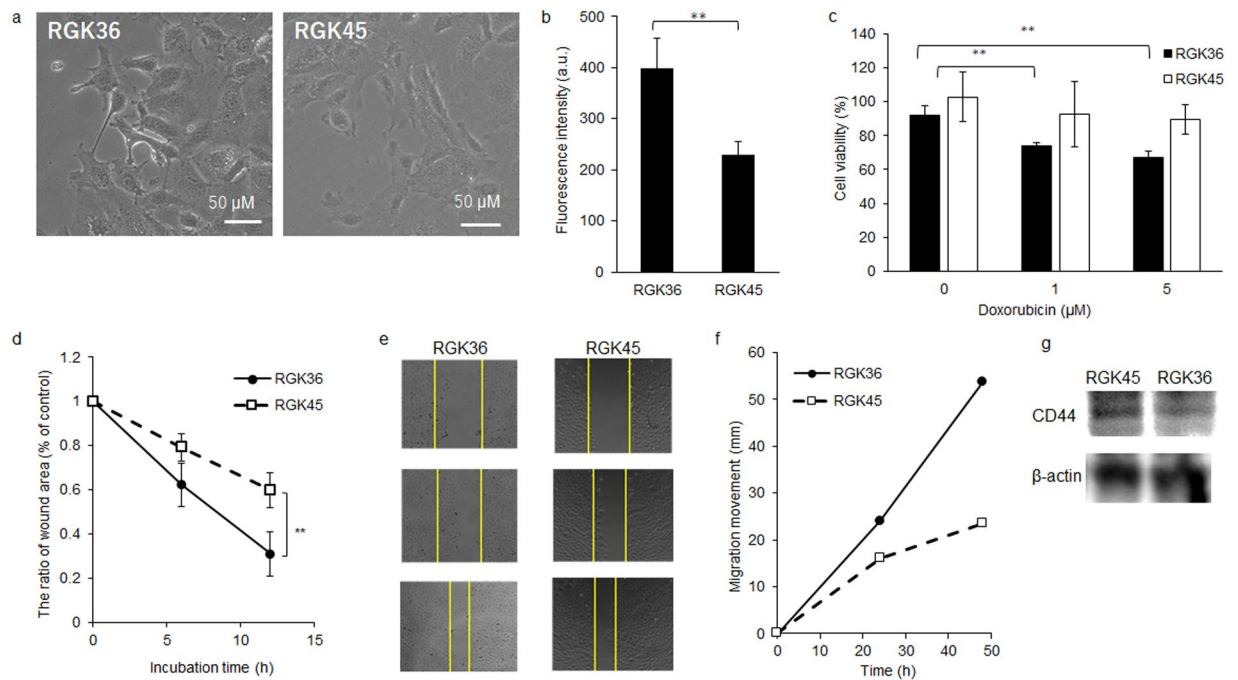 a
RGK36
50 μM
RGK45
50 μM
b
**
Fluorescence intensity (a.u.)
500
400
300
200
100
0
RGK36
RGK45
c
**
**
RGK36
RGK45
Cell viability (%)
140
120
100
80
60
40
20
0
0
1
5
Doxorubicin (μM)
d
The ratio of wound area (% of control)
1.2
1
0.8
0.6
0.4
0.2
0
RGK36
RGK45
**
0
5
10
15
Incubation time (h)
e
RGK36
RGK45
f
Migration movement (mm)
60
50
40
30
20
10
0
RGK36
RGK45
0
10
20
30
40
50
Time (h)
g
RGK45 RGK36
CD44
β-actin